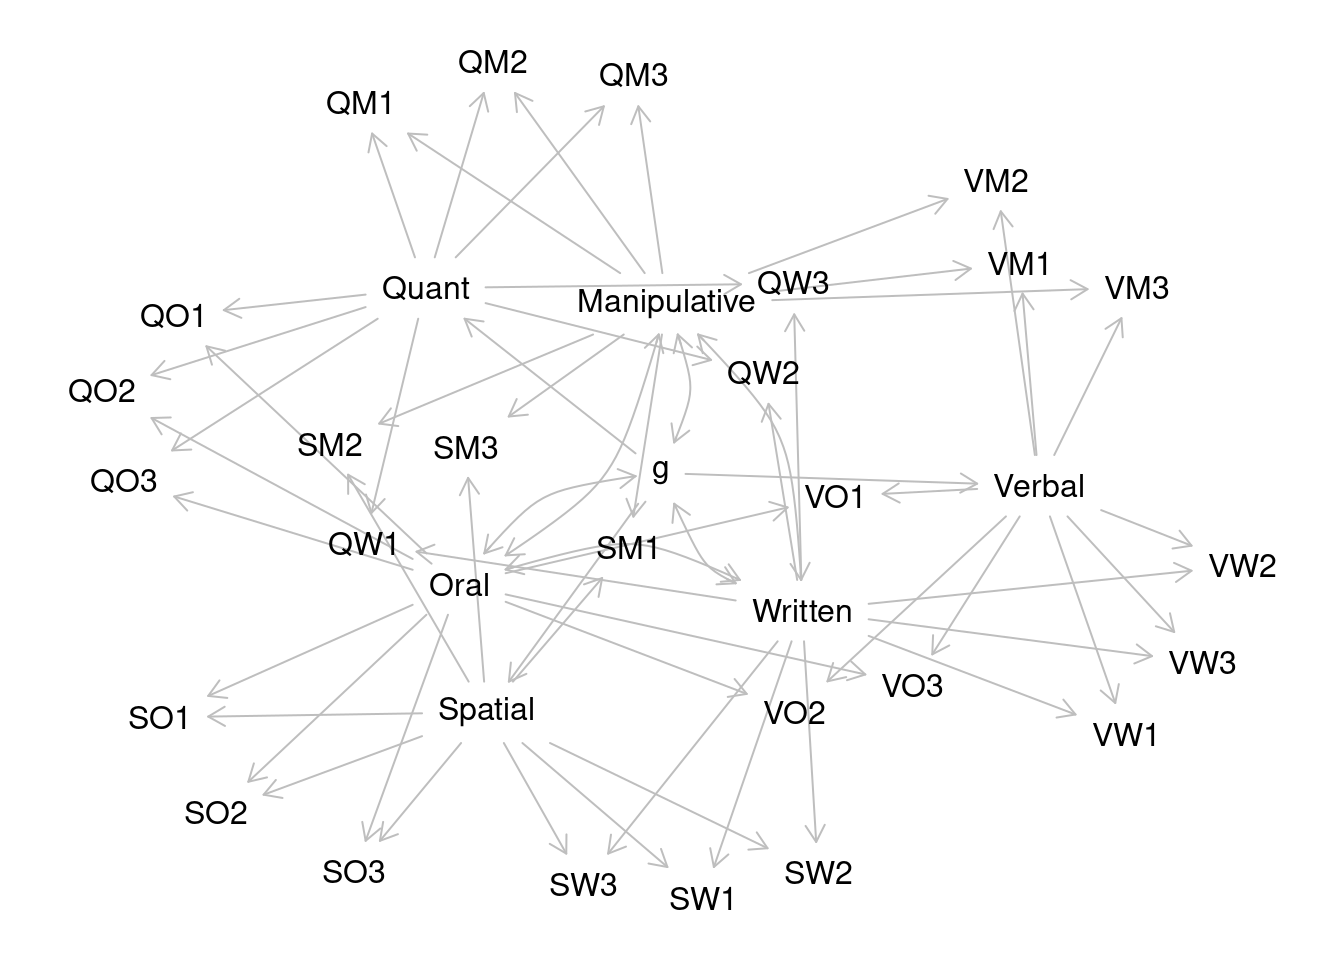 QM2
QM3
QM1
VM2
VM1
QW3
Quant
VM3
Manipulative
QO1
QW2
QO2
SM2
SM3
g
QO3
Verbal
VO1
QW1
SM1
VW2
Oral
Written
VW3
VO3
Spatial
VO2
SO1
VW1
SO2
SO3
SW2
SW3
SW1